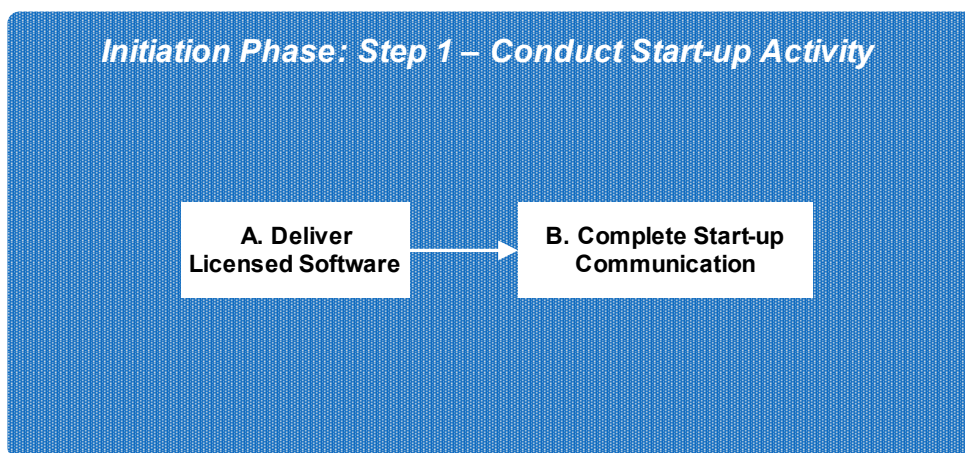 Initiation Phase: Step 1 – Conduct Start-up Activity
A. Deliver
Licensed Software
B. Complete Start-up
Communication